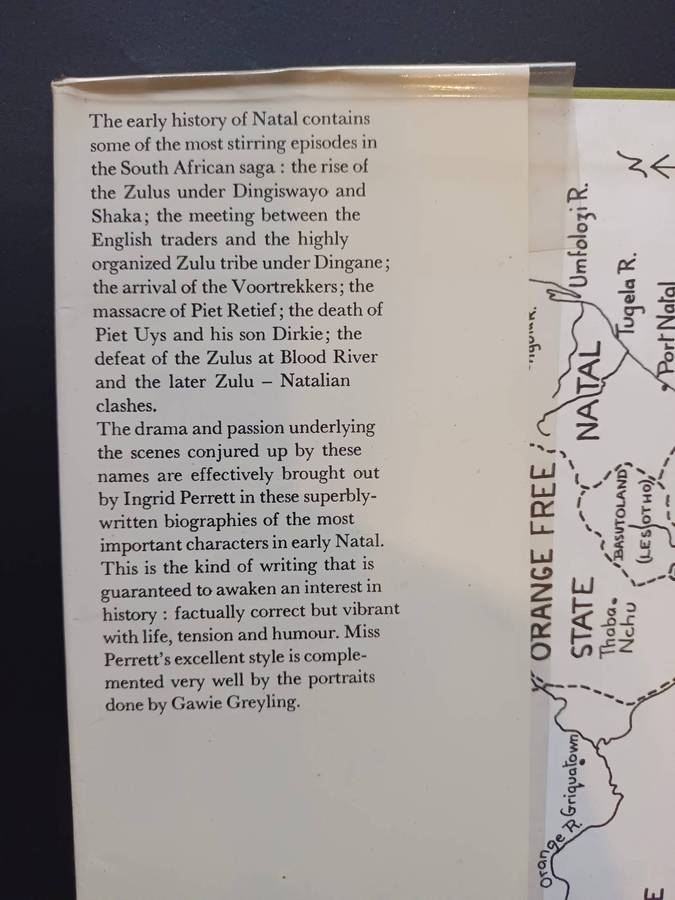 The early history of Natal contains
some of the most stirring episodes in
the South African saga : the rise of
the Zulus under Dingiswayo and
Shaka; the meeting between the
English traders and the highly
organized Zulu tribe under Dingane;
the arrival of the Voortrekkers; the
massacre of Piet Retief; the death of
Piet Uys and his son Dirkie; the
defeat of the Zulus at Blood River
and the later Zulu – Natalian
clashes.
The drama and passion underlying
the scenes conjured up by these
names are effectively brought out
by Ingrid Perrett in these superbly-
written biographies of the most
important characters in early Natal.
This is the kind of writing that is
guaranteed to awaken an interest in
history : factually correct but vibrant
with life, tension and humour. Miss
Perrett's excellent style is comple-
mented very well by the portraits
done by Gawie Greyling.
N
Umfolozi R.
Tugela R.
Port Natal
NATAL
ORANGE FREE
STATE
BASUTOLAND
(LESOTHO)
Thaba
Nchu
Griquatown
Orange R.
E